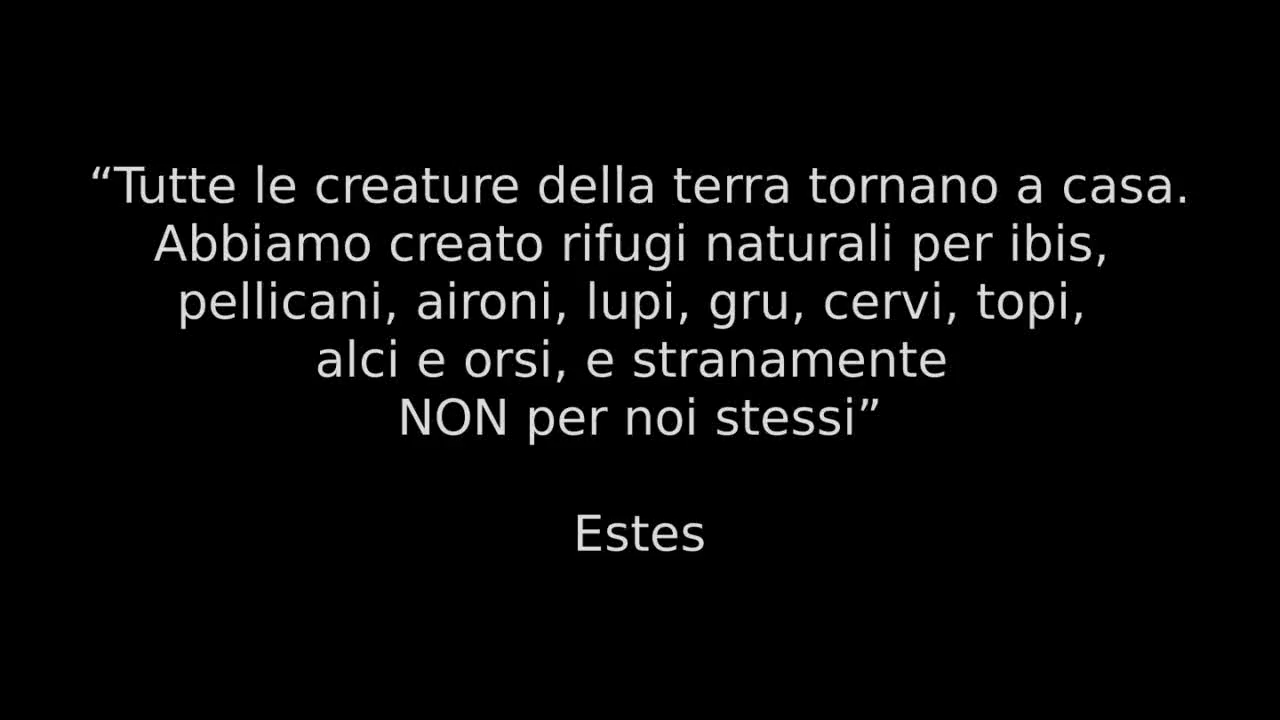 “Tutte le creature della terra tornano a casa.
Abbiamo creato rifugi naturali per ibis,
pellicani, aironi, lupi, gru, cervi, topi,
alci e orsi, e stranamente
NON per noi stessi”
Estes